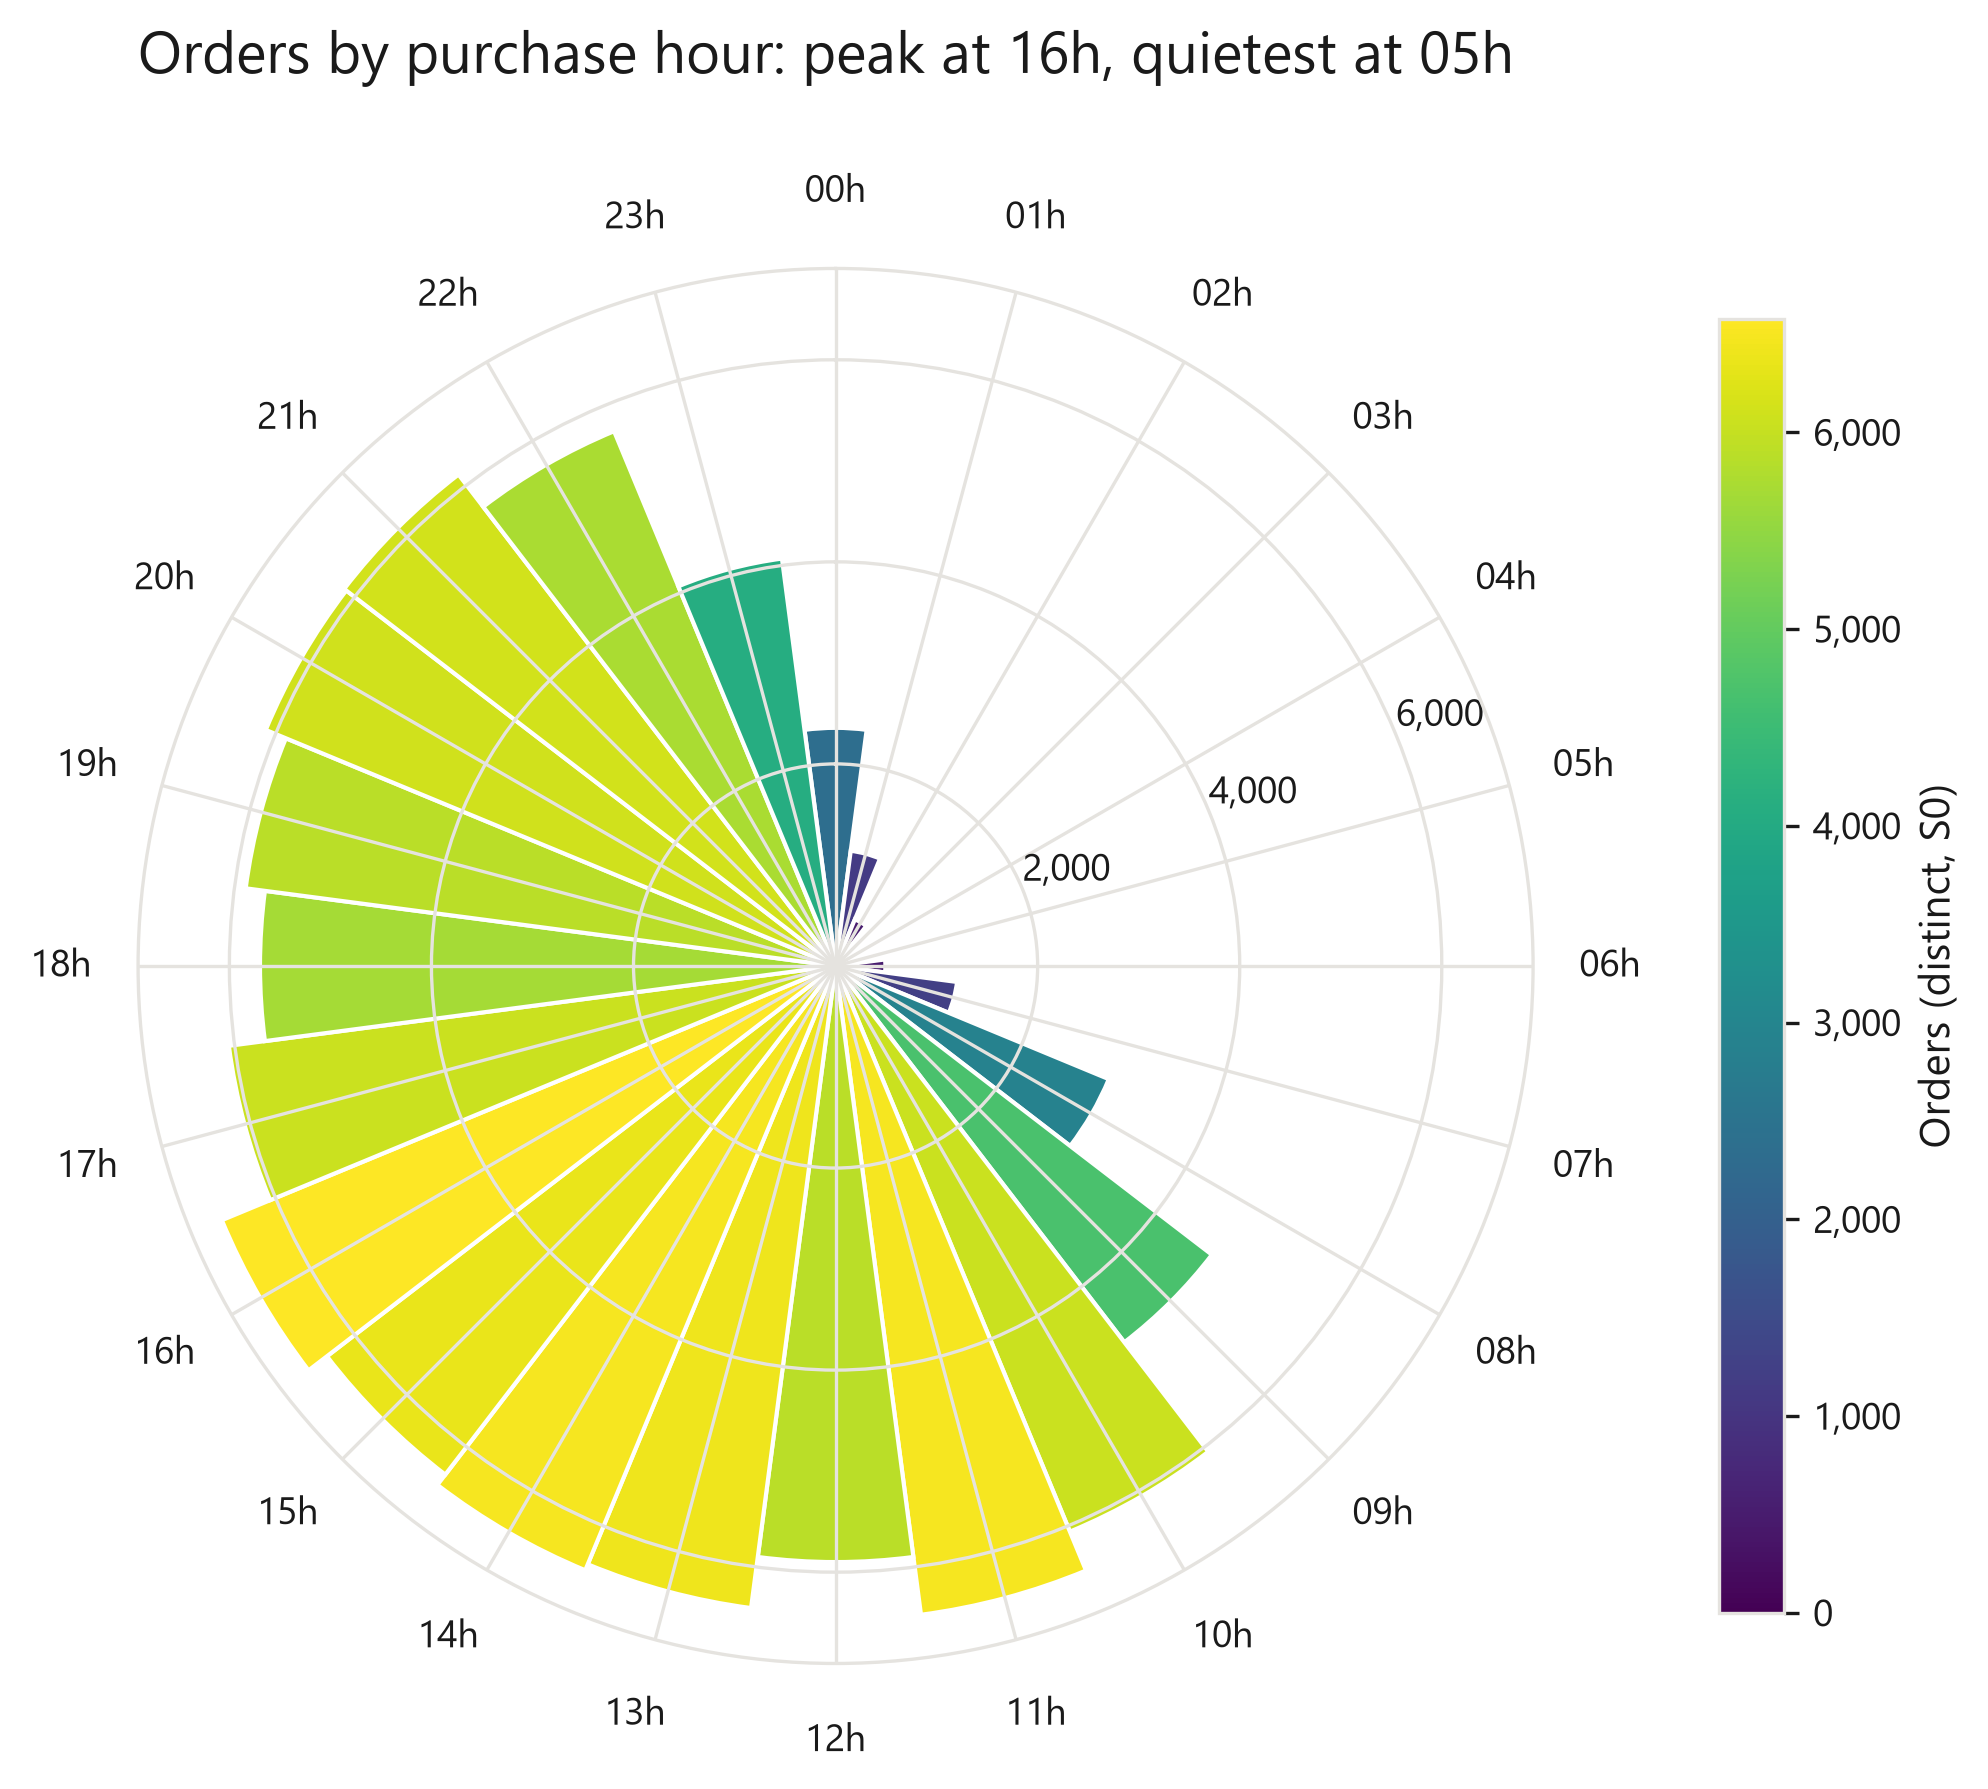 Orders by purchase hour: peak at 16h, quietest at 05h
00h
01h
02h
03h
04h
05h
06h
07h
08h
09h
10h
11h
12h
13h
14h
15h
16h
17h
18h
19h
20h
21h
22h
23h
2,000
4,000
6,000
6,000
5,000
4,000
3,000
2,000
1,000
0
Orders (distinct, S0)